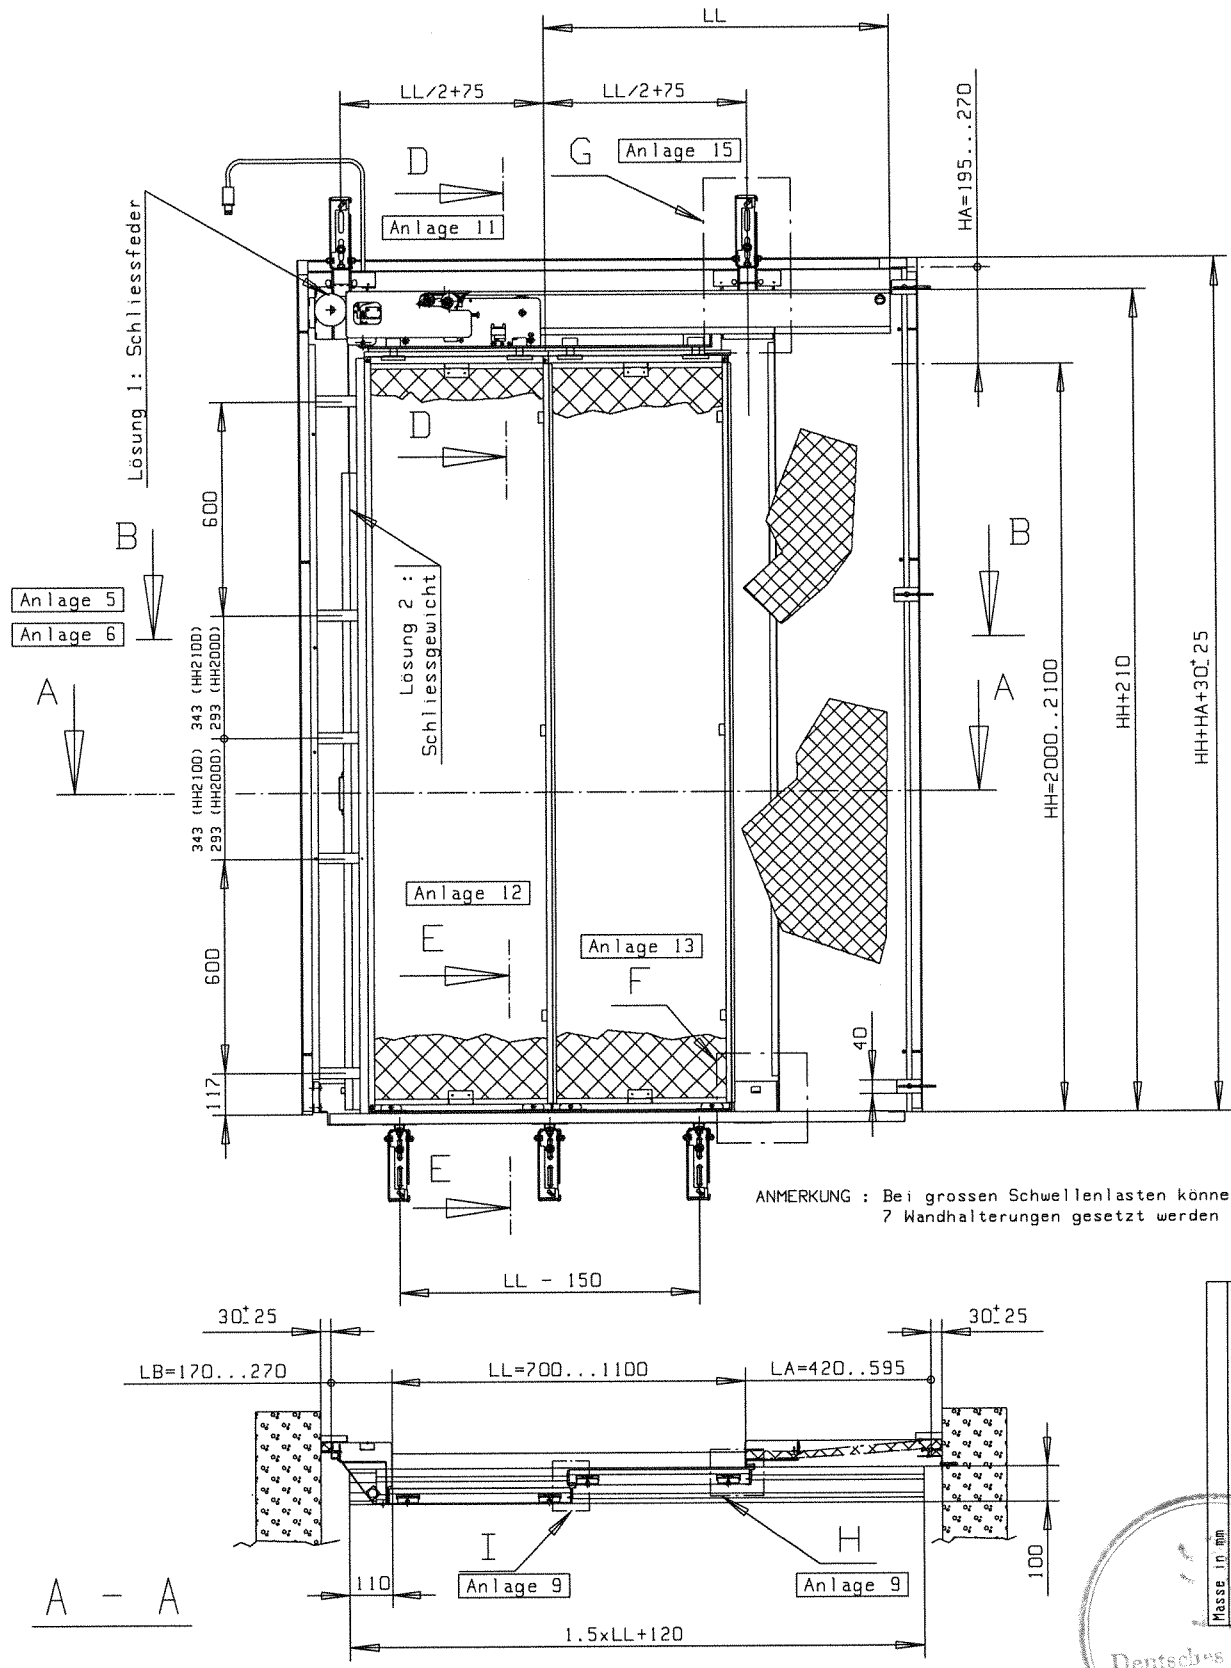 LL
LL/2+75
LL/2+75
HA=195...270
D
G
Anlage 15
Anlage 11
Lösung 1: Schliessfeder
D
600
B
B
Anlage 5
Anlage 6
Lösung 2 :
Schliessgewicht
343 (HH2100)
293 (HH2000)
A
A
343 (HH2100)
293 (HH2000)
HH=2000...2100
HH+210
HH+HA+30±25
Anlage 12
E
Anlage 13
F
600
40
117
E
ANMERKUNG : Bei grossen Schwellenlasten könne
7 Wandhalterungen gesetzt werden
LL - 150
30±25
30±25
LB=170...270
LL=700...1100
LA=420..595
I
Anlage 9
H
Anlage 9
100
110
A - A
1.5xLL+120
Masse in mm
Deutsches